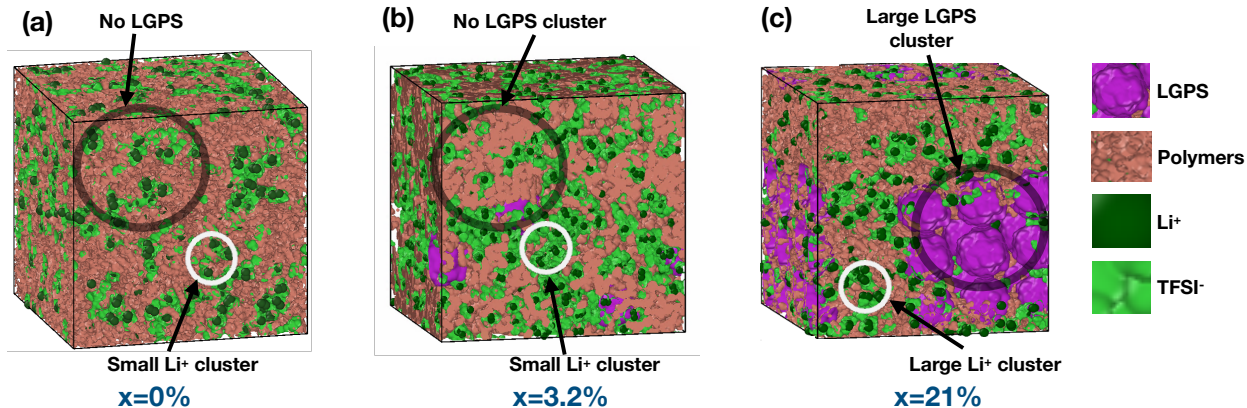 (a)
No LGPS
Small Li⁺ cluster
x=0%
(b)
No LGPS cluster
Small Li⁺ cluster
x=3.2%
(c)
Large LGPS
cluster
Large Li⁺ cluster
x=21%
LGPS
Polymers
Li⁺
TFSI⁻